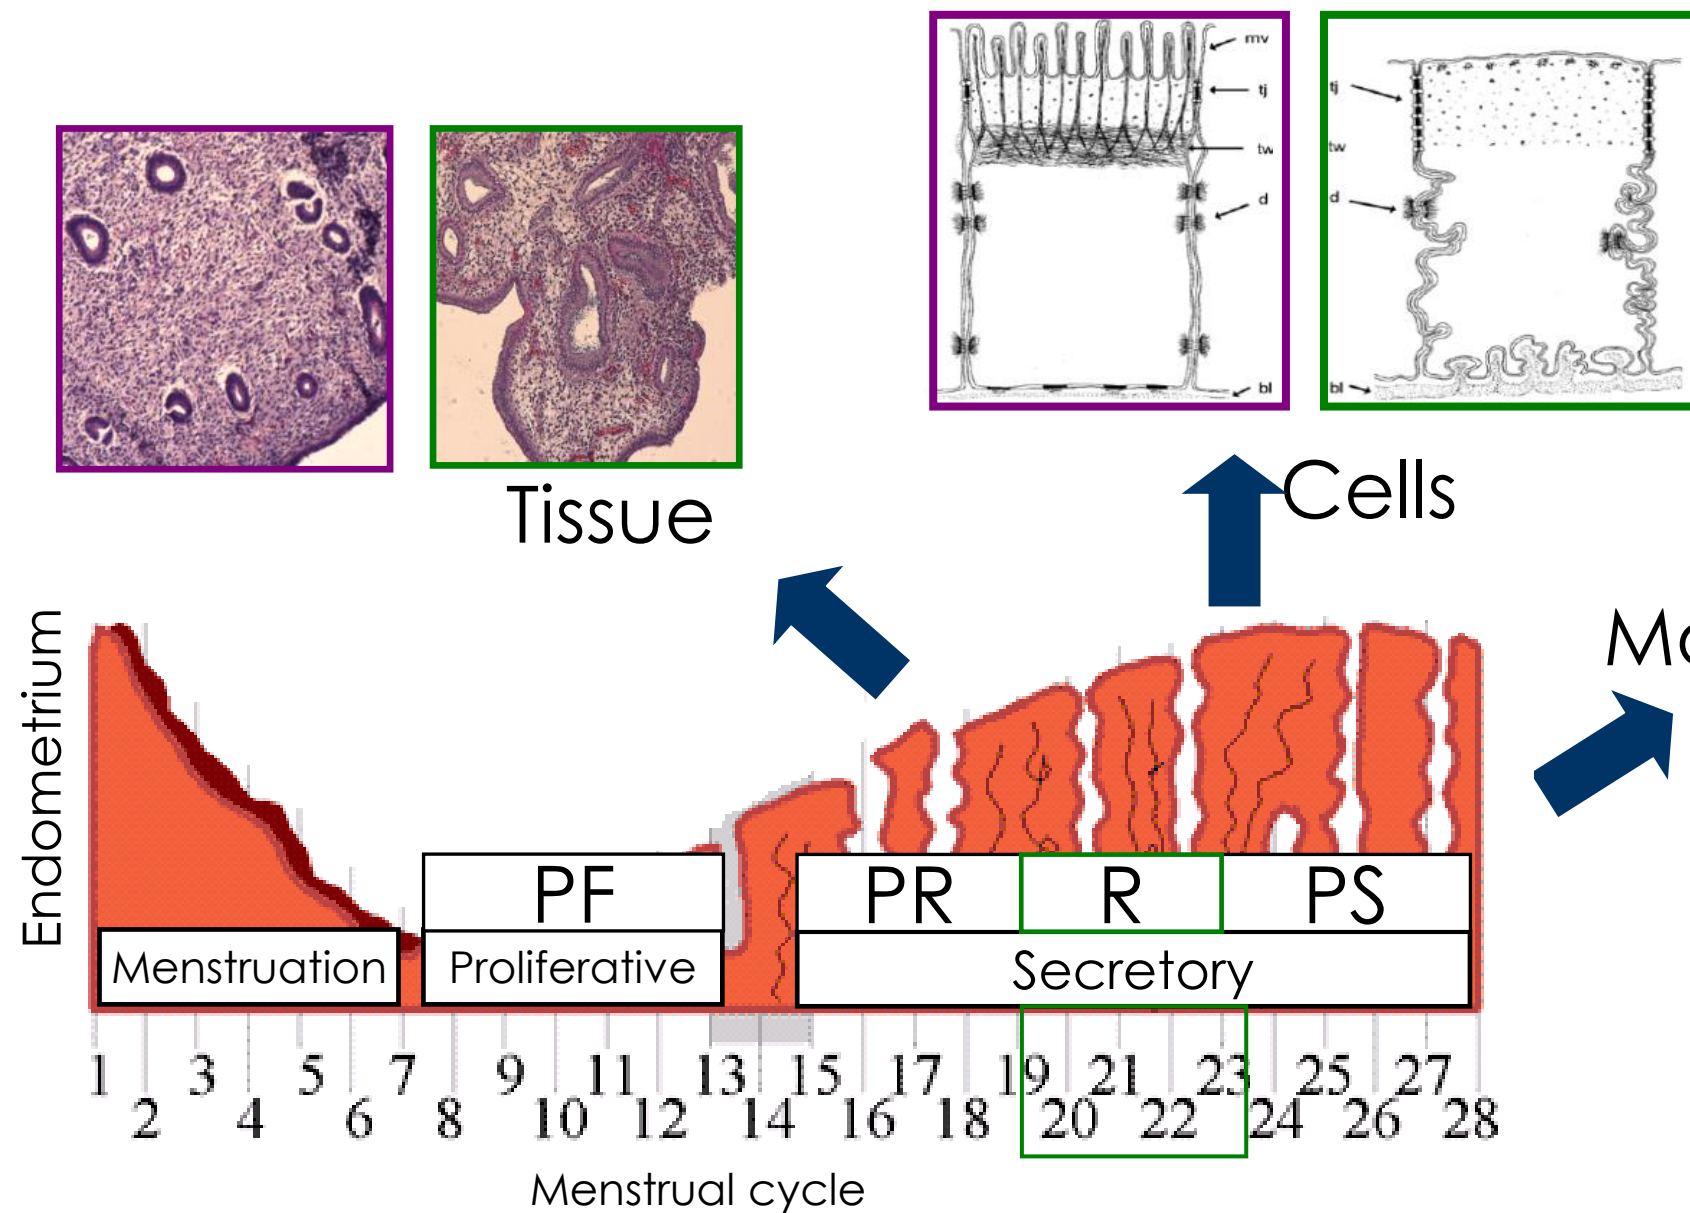 mv
tj
tw
d
bl
tj
tw
d
bl
Tissue
Cells
Endometrium
PF
PR
R
PS
Menstruation
Proliferative
Secretory
1 3 5 7 9 11 13 15 17 19 21 23 25 27
2 4 6 8 10 12 14 16 18 20 22 24 26 28
Menstrual cycle